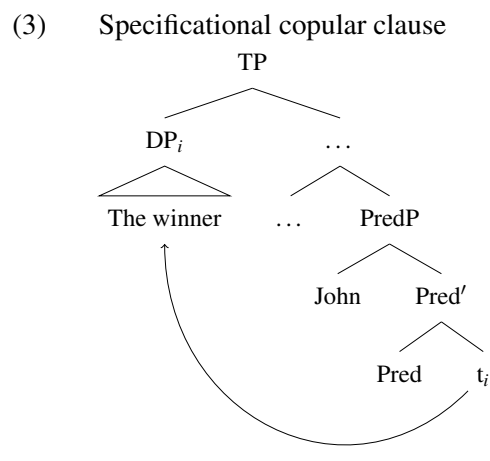 (3) Specificational copular clause
TP
DPᵢ ...
The winner ... PredP
John Pred′
Pred tᵢ